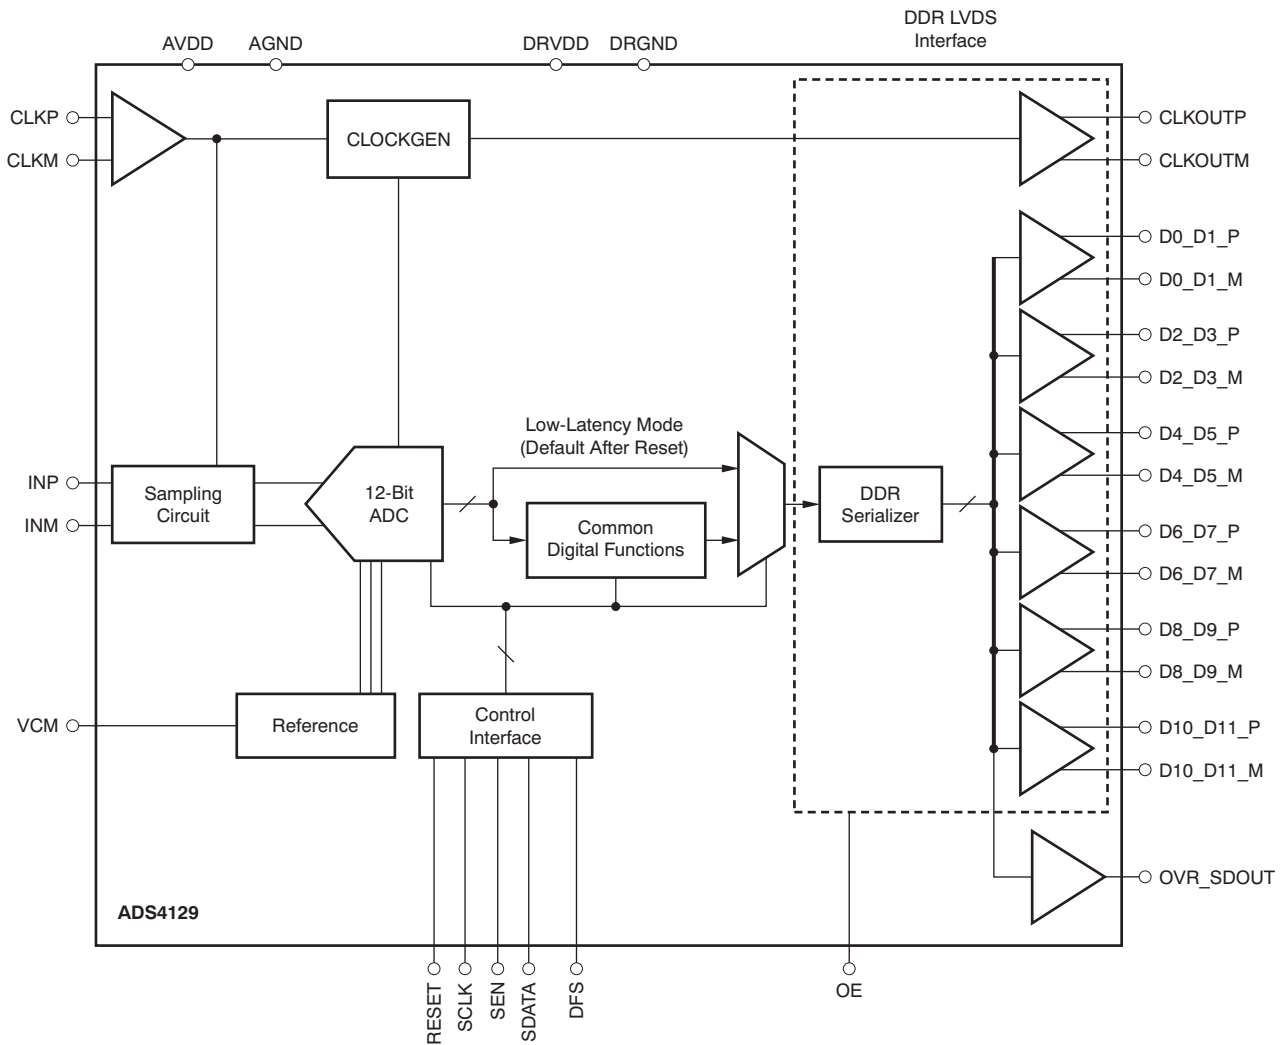 DDR LVDS
Interface
AVDD
AGND
DRVDD
DRGND
CLKP
CLKM
CLOCKGEN
CLKOUTP
CLKOUTM
D0_D1_P
D0_D1_M
D2_D3_P
D2_D3_M
Low-Latency Mode
(Default After Reset)
D4_D5_P
D4_D5_M
INP
INM
Sampling
Circuit
12-Bit
ADC
Common
Digital Functions
DDR
Serializer
D6_D7_P
D6_D7_M
D8_D9_P
D8_D9_M
VCM
Reference
Control
Interface
D10_D11_P
D10_D11_M
OVR_SDOUT
ADS4129
RESET
SCLK
SEN
SDATA
DFS
OE